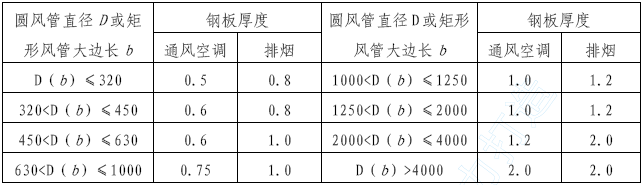 圆风管直径 D 或矩形风管大边长 b 钢板厚度 圆风管直径 D 或矩形风管大边长 b 钢板厚度
通风空调 排烟 通风空调 排烟
D(b)≤320 0.5 0.8 1000<D(b)≤1250 1.0 1.2
320<D(b)≤450 0.6 0.8 1250<D(b)≤2000 1.0 1.2
450<D(b)≤630 0.6 1.0 2000<D(b)≤4000 1.2 2.0
630<D(b)≤1000 0.75 1.0 D(b)>4000 2.0 2.0